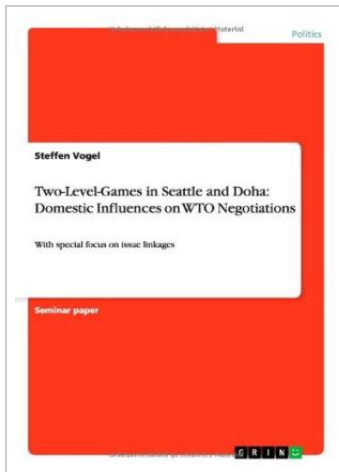 Politics
Steffen Vogel
Two-Level-Games in Seattle and Doha:
Domestic Influences on WTO Negotiations
With special focus on issue linkages
Seminar paper
GRIN